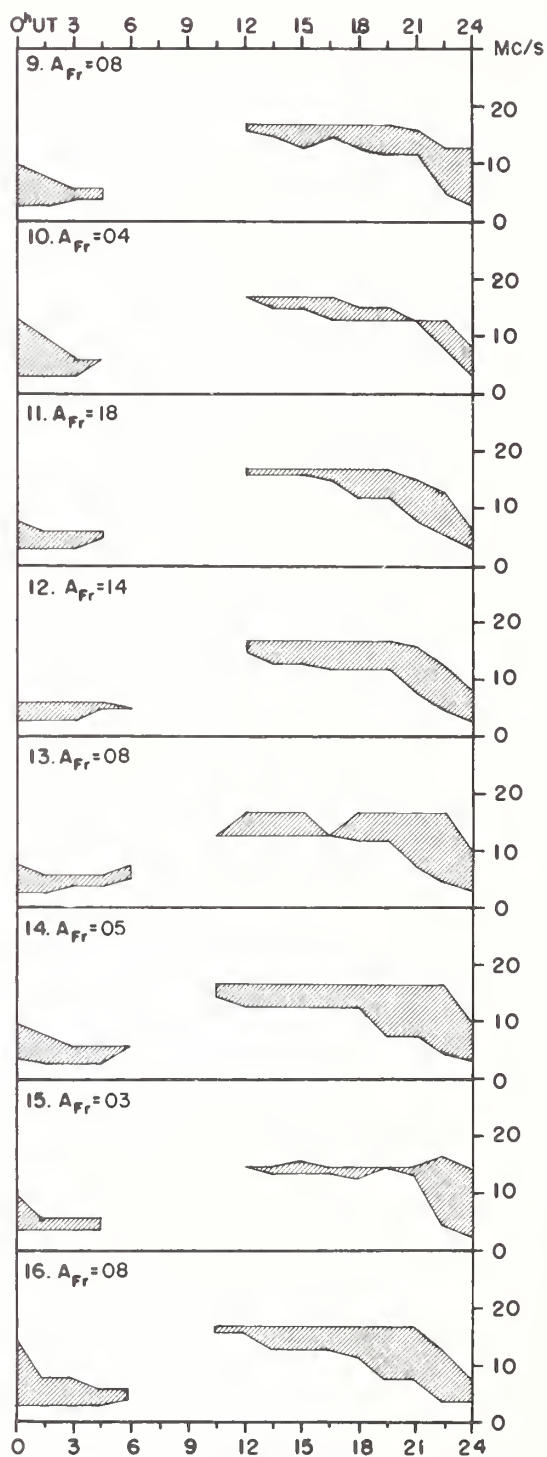 0ʰUT 3 6 9 12 15 18 21 24
MC/S
9. A_Fr=08
20
10
0
10. A_Fr=04
20
10
0
11. A_Fr=18
20
10
0
12. A_Fr=14
20
10
0
13. A_Fr=08
20
10
0
14. A_Fr=05
20
10
0
15. A_Fr=03
20
10
0
16. A_Fr=08
20
10
0
0 3 6 9 12 15 18 21 24